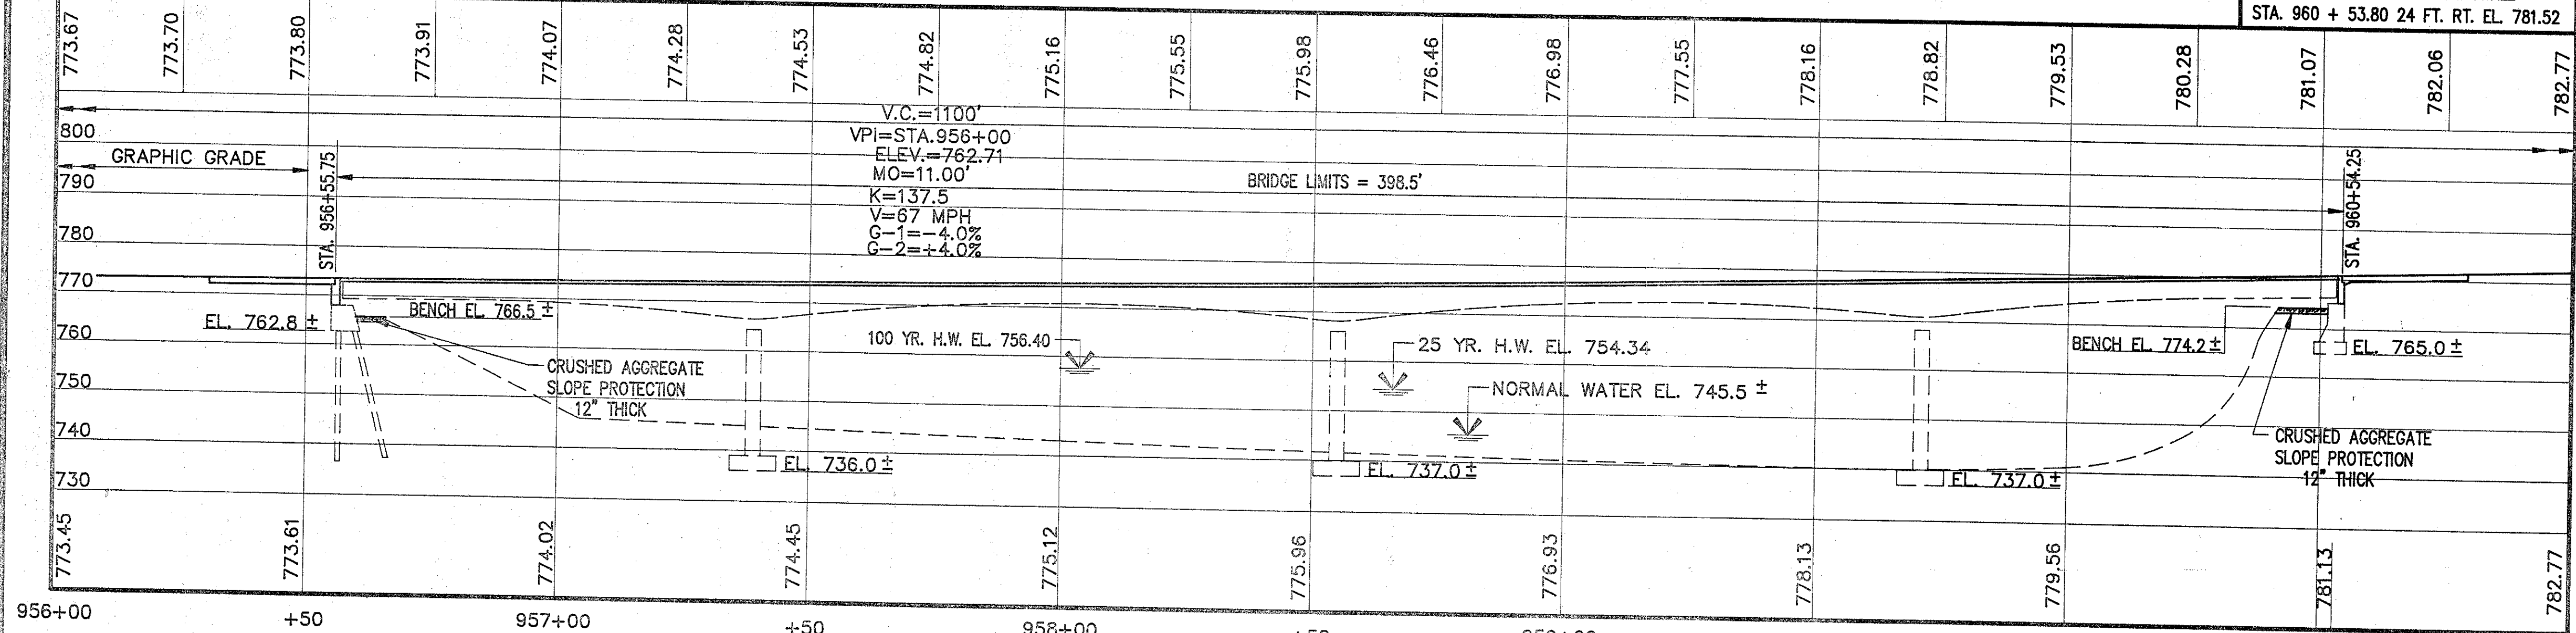 STA. 960 + 53.80 24 FT. RT. EL. 781.52
773.67
773.70
773.80
773.91
774.07
774.28
774.53
774.82
775.16
775.55
775.98
776.46
776.98
777.55
778.16
778.82
779.53
780.28
781.07
782.06
782.77
V.C.=1100'
VPI=STA.956+00
ELEV.=762.71
MO=11.00'
K=137.5
V=67 MPH
G-1=-4.0%
G-2=+4.0%
800
GRAPHIC GRADE
STA. 956+55.75
BRIDGE LIMITS = 398.5'
STA. 960+54.25
790
780
770
BENCH EL. 766.5 ±
EL. 762.8 ±
760
100 YR. H.W. EL. 756.40
25 YR. H.W. EL. 754.34
BENCH EL. 774.2 ±
EL. 765.0 ±
CRUSHED AGGREGATE
SLOPE PROTECTION
12" THICK
750
NORMAL WATER EL. 745.5 ±
740
CRUSHED AGGREGATE
SLOPE PROTECTION
12" THICK
EL. 736.0 ±
EL. 737.0 ±
EL. 737.0 ±
730
773.45
773.61
774.02
774.45
775.12
775.96
776.93
778.13
779.56
781.13
782.77
956+00
+50
957+00
+50
958+00